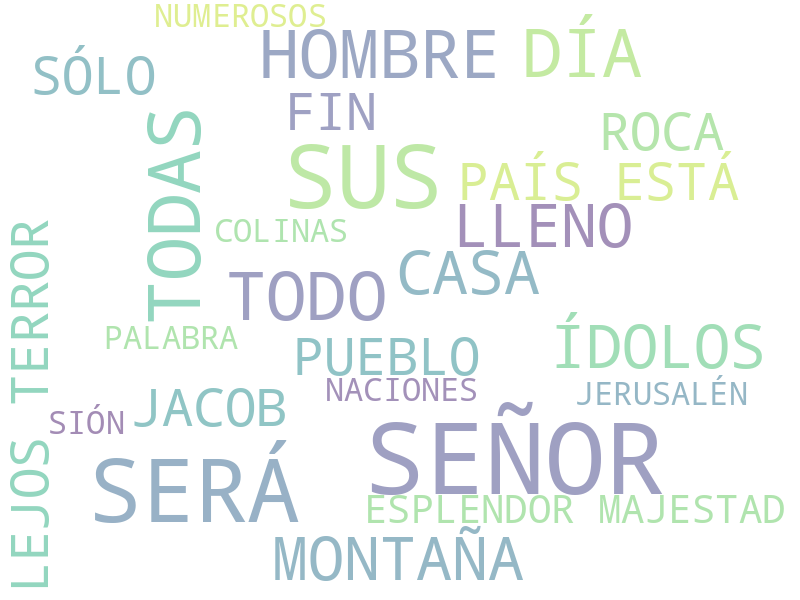 NUMEROSOS
HOMBRE
DÍA
SÓLO
FIN
ROCA
TODAS
SUS
PAÍS ESTÁ
LLENO
COLINAS
CASA
TODO
LEJOS TERROR
PALABRA
PUEBLO
ÍDOLOS
NACIONES
JERUSALÉN
JACOB
SIÓN
SEÑOR
SERÁ
ESPLENDOR MAJESTAD
MONTAÑA